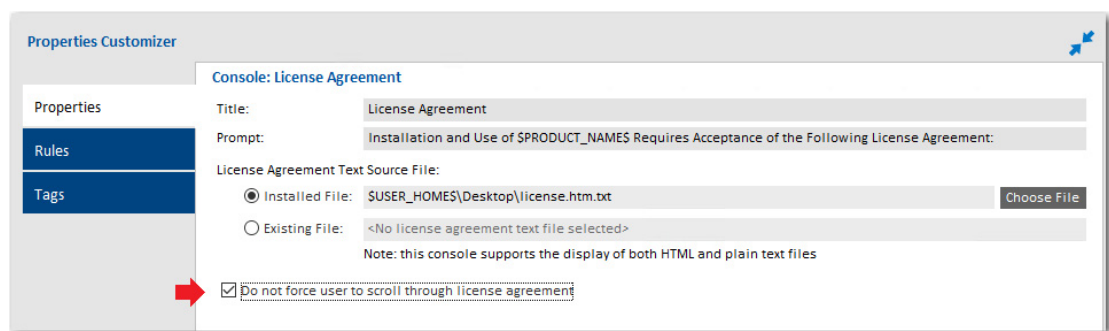 Properties Customizer
Console: License Agreement
Properties
Rules
Tags
Title: License Agreement
Prompt: Installation and Use of $PRODUCT_NAME$ Requires Acceptance of the Following License Agreement:
License Agreement Text Source File:
Installed File: $USER_HOME$\Desktop\license.htm.txt Choose File
Existing File: <No license agreement text file selected>
Note: this console supports the display of both HTML and plain text files
Do not force user to scroll through license agreement